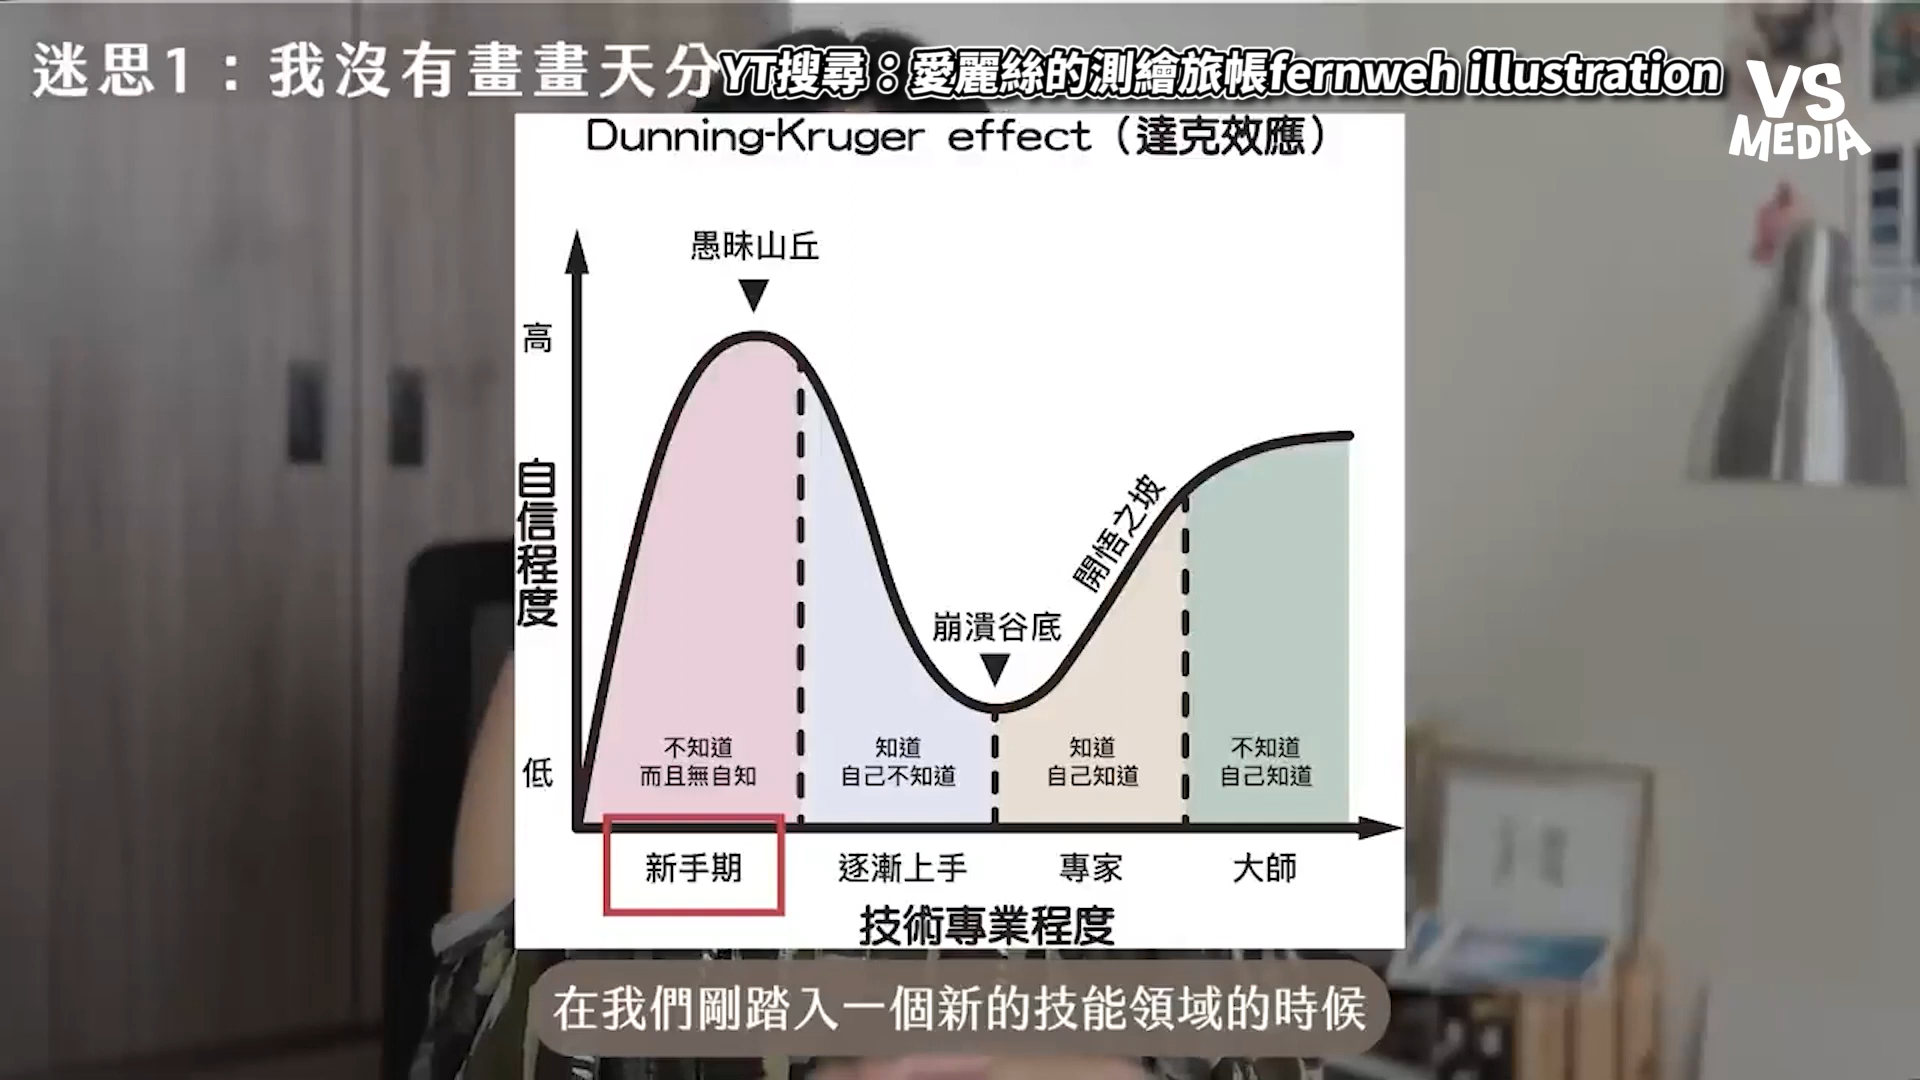 迷思1：我沒有畫畫天分
YT搜尋：愛麗絲的測繪旅帳fernweh illustration
VS
MEDIA
Dunning-Kruger effect（達克效應）
愚昧山丘
高
自信程度
開悟之坡
崩潰谷底
低
不知道
而且無自知
知道
自己不知道
知道
自己知道
不知道
自己知道
新手期
逐漸上手
專家
大師
技術專業程度
在我們剛踏入一個新的技能領域的時候